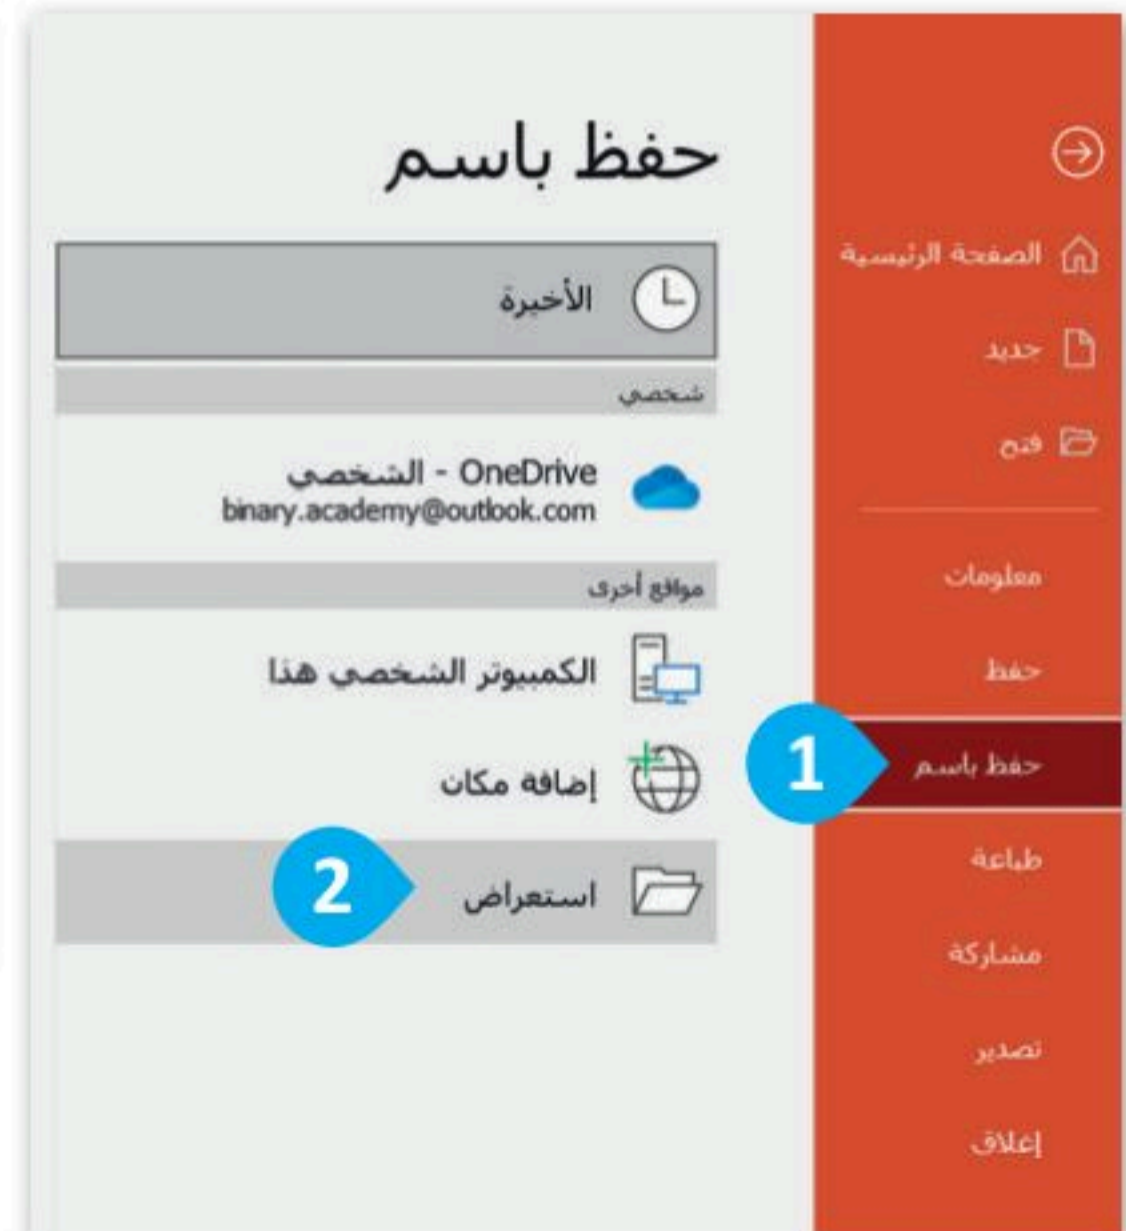 الصفحة الرئيسية
جديد
فتح
معلومات
حفظ
حفظ باسم
1
طباعة
مشاركة
تصدير
إغلاق
حفظ باسم
الأخيرة
شخصي
OneDrive - الشخصي
binary.academy@outlook.com
مواقع أخرى
الكمبيوتر الشخصي هذا
إضافة مكان
استعراض
2